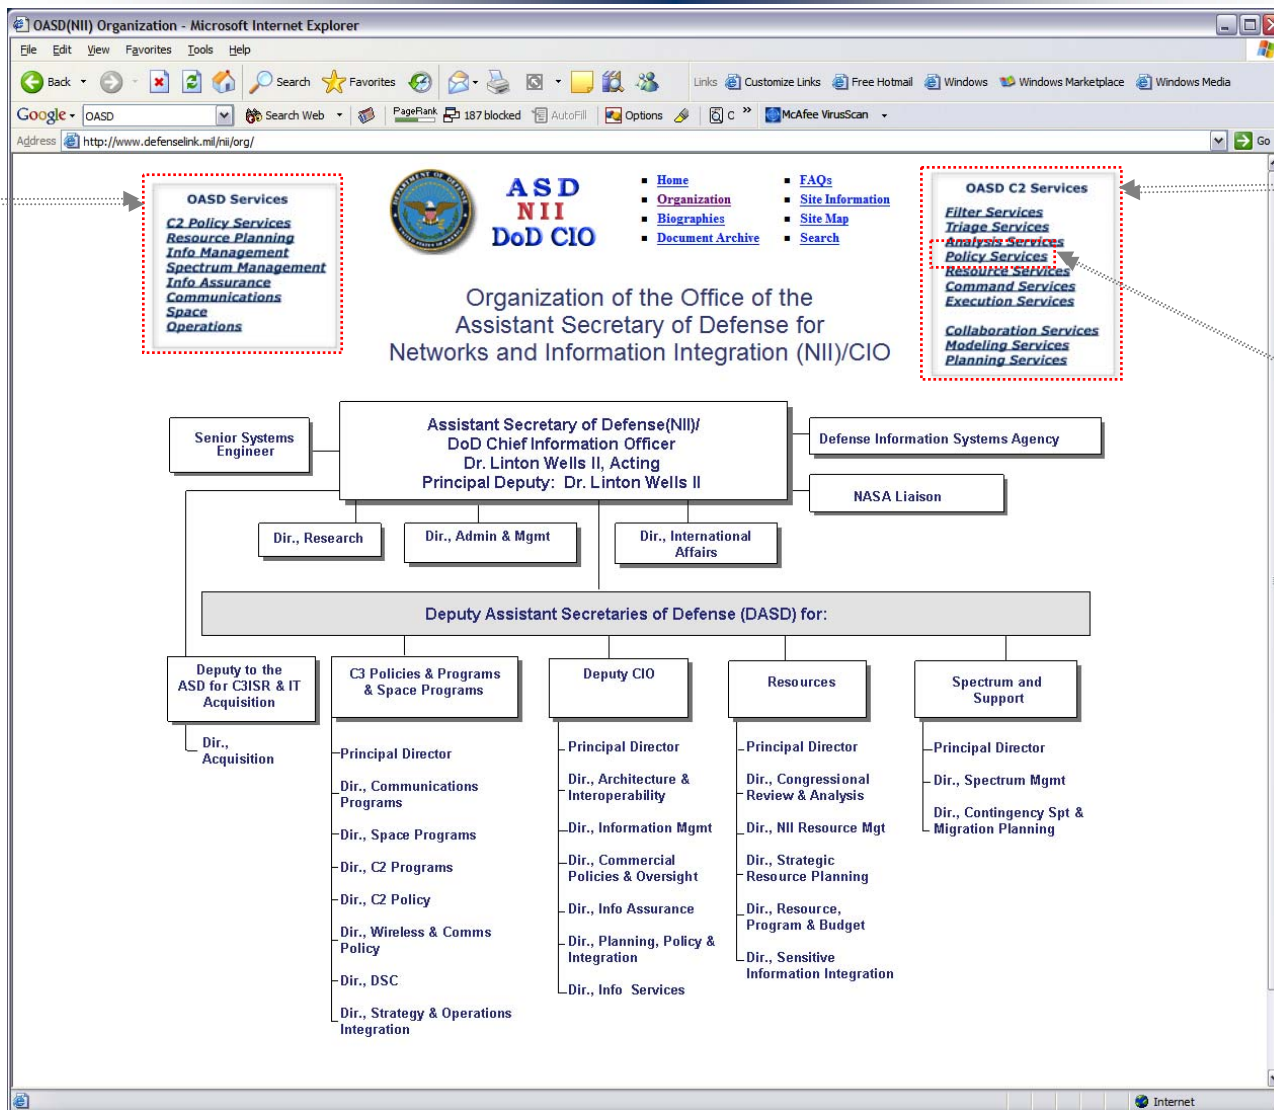 OASD(NII) Organization - Microsoft Internet Explorer
File Edit View Favorites Tools Help
Back Search Favorites Links Customize Links Free Hotmail Windows Windows Marketplace Windows Media
Google OASD Search Web PageRank 187 blocked AutoFill Options C » McAfee VirusScan
Address http://www.defenselink.mil/nii/org/ Go
OASD Services
C2 Policy Services
Resource Planning
Info Management
Spectrum Management
Info Assurance
Communications
Space
Operations
DEPARTMENT OF DEFENSE
ASD
NII
DoD CIO
Home
Organization
Biographies
Document Archive
FAQs
Site Information
Site Map
Search
OASD C2 Services
Filter Services
Triage Services
Analysis Services
Policy Services
Resource Services
Command Services
Execution Services
Collaboration Services
Modeling Services
Planning Services
Organization of the Office of the
Assistant Secretary of Defense for
Networks and Information Integration (NII)/CIO
Senior Systems
Engineer
Assistant Secretary of Defense(NII)/
DoD Chief Information Officer
Dr. Linton Wells II, Acting
Principal Deputy: Dr. Linton Wells II
Defense Information Systems Agency
NASA Liaison
Dir., Research
Dir., Admin & Mgmt
Dir., International
Affairs
Deputy Assistant Secretaries of Defense (DASD) for:
Deputy to the
ASD for C3ISR & IT
Acquisition
Dir.,
Acquisition
C3 Policies & Programs
& Space Programs
Principal Director
Dir., Communications
Programs
Dir., Space Programs
Dir., C2 Programs
Dir., C2 Policy
Dir., Wireless & Comms
Policy
Dir., DSC
Dir., Strategy & Operations
Integration
Deputy CIO
Principal Director
Dir., Architecture &
Interoperability
Dir., Information Mgmt
Dir., Commercial
Policies & Oversight
Dir., Info Assurance
Dir., Planning, Policy &
Integration
Dir., Info Services
Resources
Principal Director
Dir., Congressional
Review & Analysis
Dir., NII Resource Mgt
Dir., Strategic
Resource Planning
Dir., Resource,
Program & Budget
Dir., Sensitive
Information Integration
Spectrum and
Support
Principal Director
Dir., Spectrum Mgmt
Dir., Contingency Spt &
Migration Planning
Internet